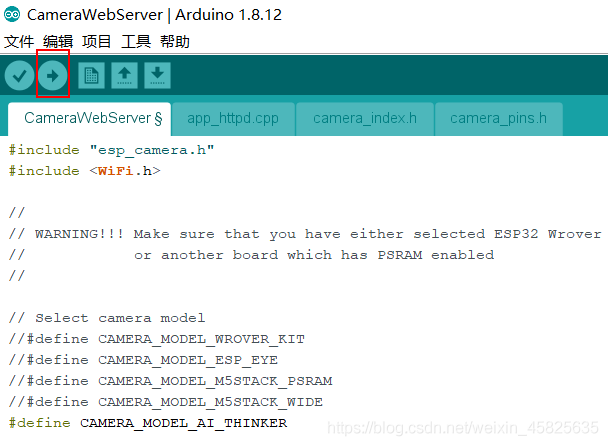 CameraWebServer | Arduino 1.8.12
文件 编辑 项目 工具 帮助
CameraWebServer § app_httpd.cpp camera_index.h camera_pins.h
#include "esp_camera.h"
#include <WiFi.h>
//
// WARNING!!! Make sure that you have either selected ESP32 Wrover
// or another board which has PSRAM enabled
//
// Select camera model
//#define CAMERA_MODEL_WROVER_KIT
//#define CAMERA_MODEL_ESP_EYE
//#define CAMERA_MODEL_M5STACK_PSRAM
//#define CAMERA_MODEL_M5STACK_WIDE
#define CAMERA_MODEL_AI_THINKER
https://blog.csdn.net/weixin_45825635